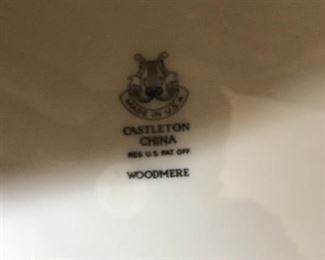 MADE IN U.S.A.
CASTLETON
CHINA
REG. U.S. PAT. OFF.
WOODMERE